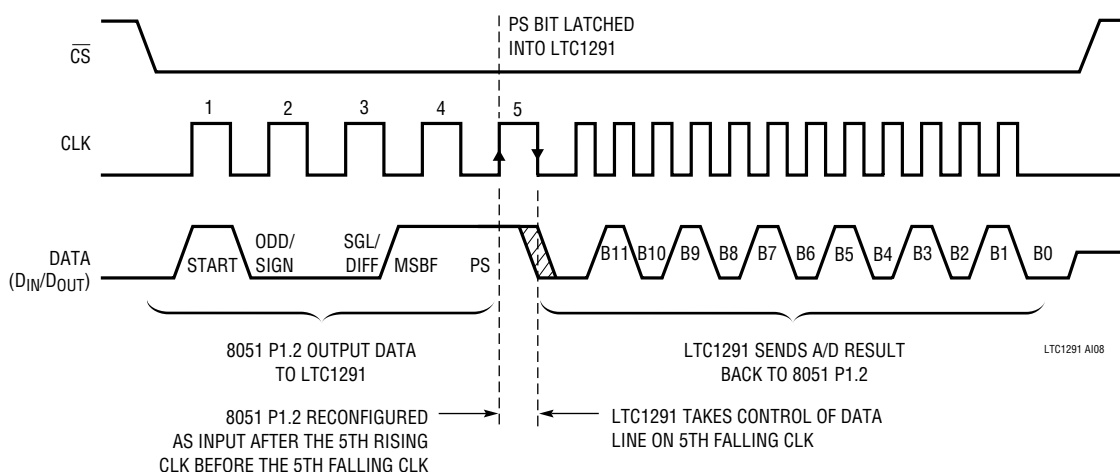 PS BIT LATCHED
INTO LTC1291
CS
1 2 3 4 5
CLK
DATA
(DIN/DOUT)
START
ODD/
SIGN
SGL/
DIFF
MSBF
PS
B11 B10 B9 B8 B7 B6 B5 B4 B3 B2 B1 B0
8051 P1.2 OUTPUT DATA
TO LTC1291
LTC1291 SENDS A/D RESULT
BACK TO 8051 P1.2
LTC1291 AI08
8051 P1.2 RECONFIGURED
AS INPUT AFTER THE 5TH RISING
CLK BEFORE THE 5TH FALLING CLK
LTC1291 TAKES CONTROL OF DATA
LINE ON 5TH FALLING CLK